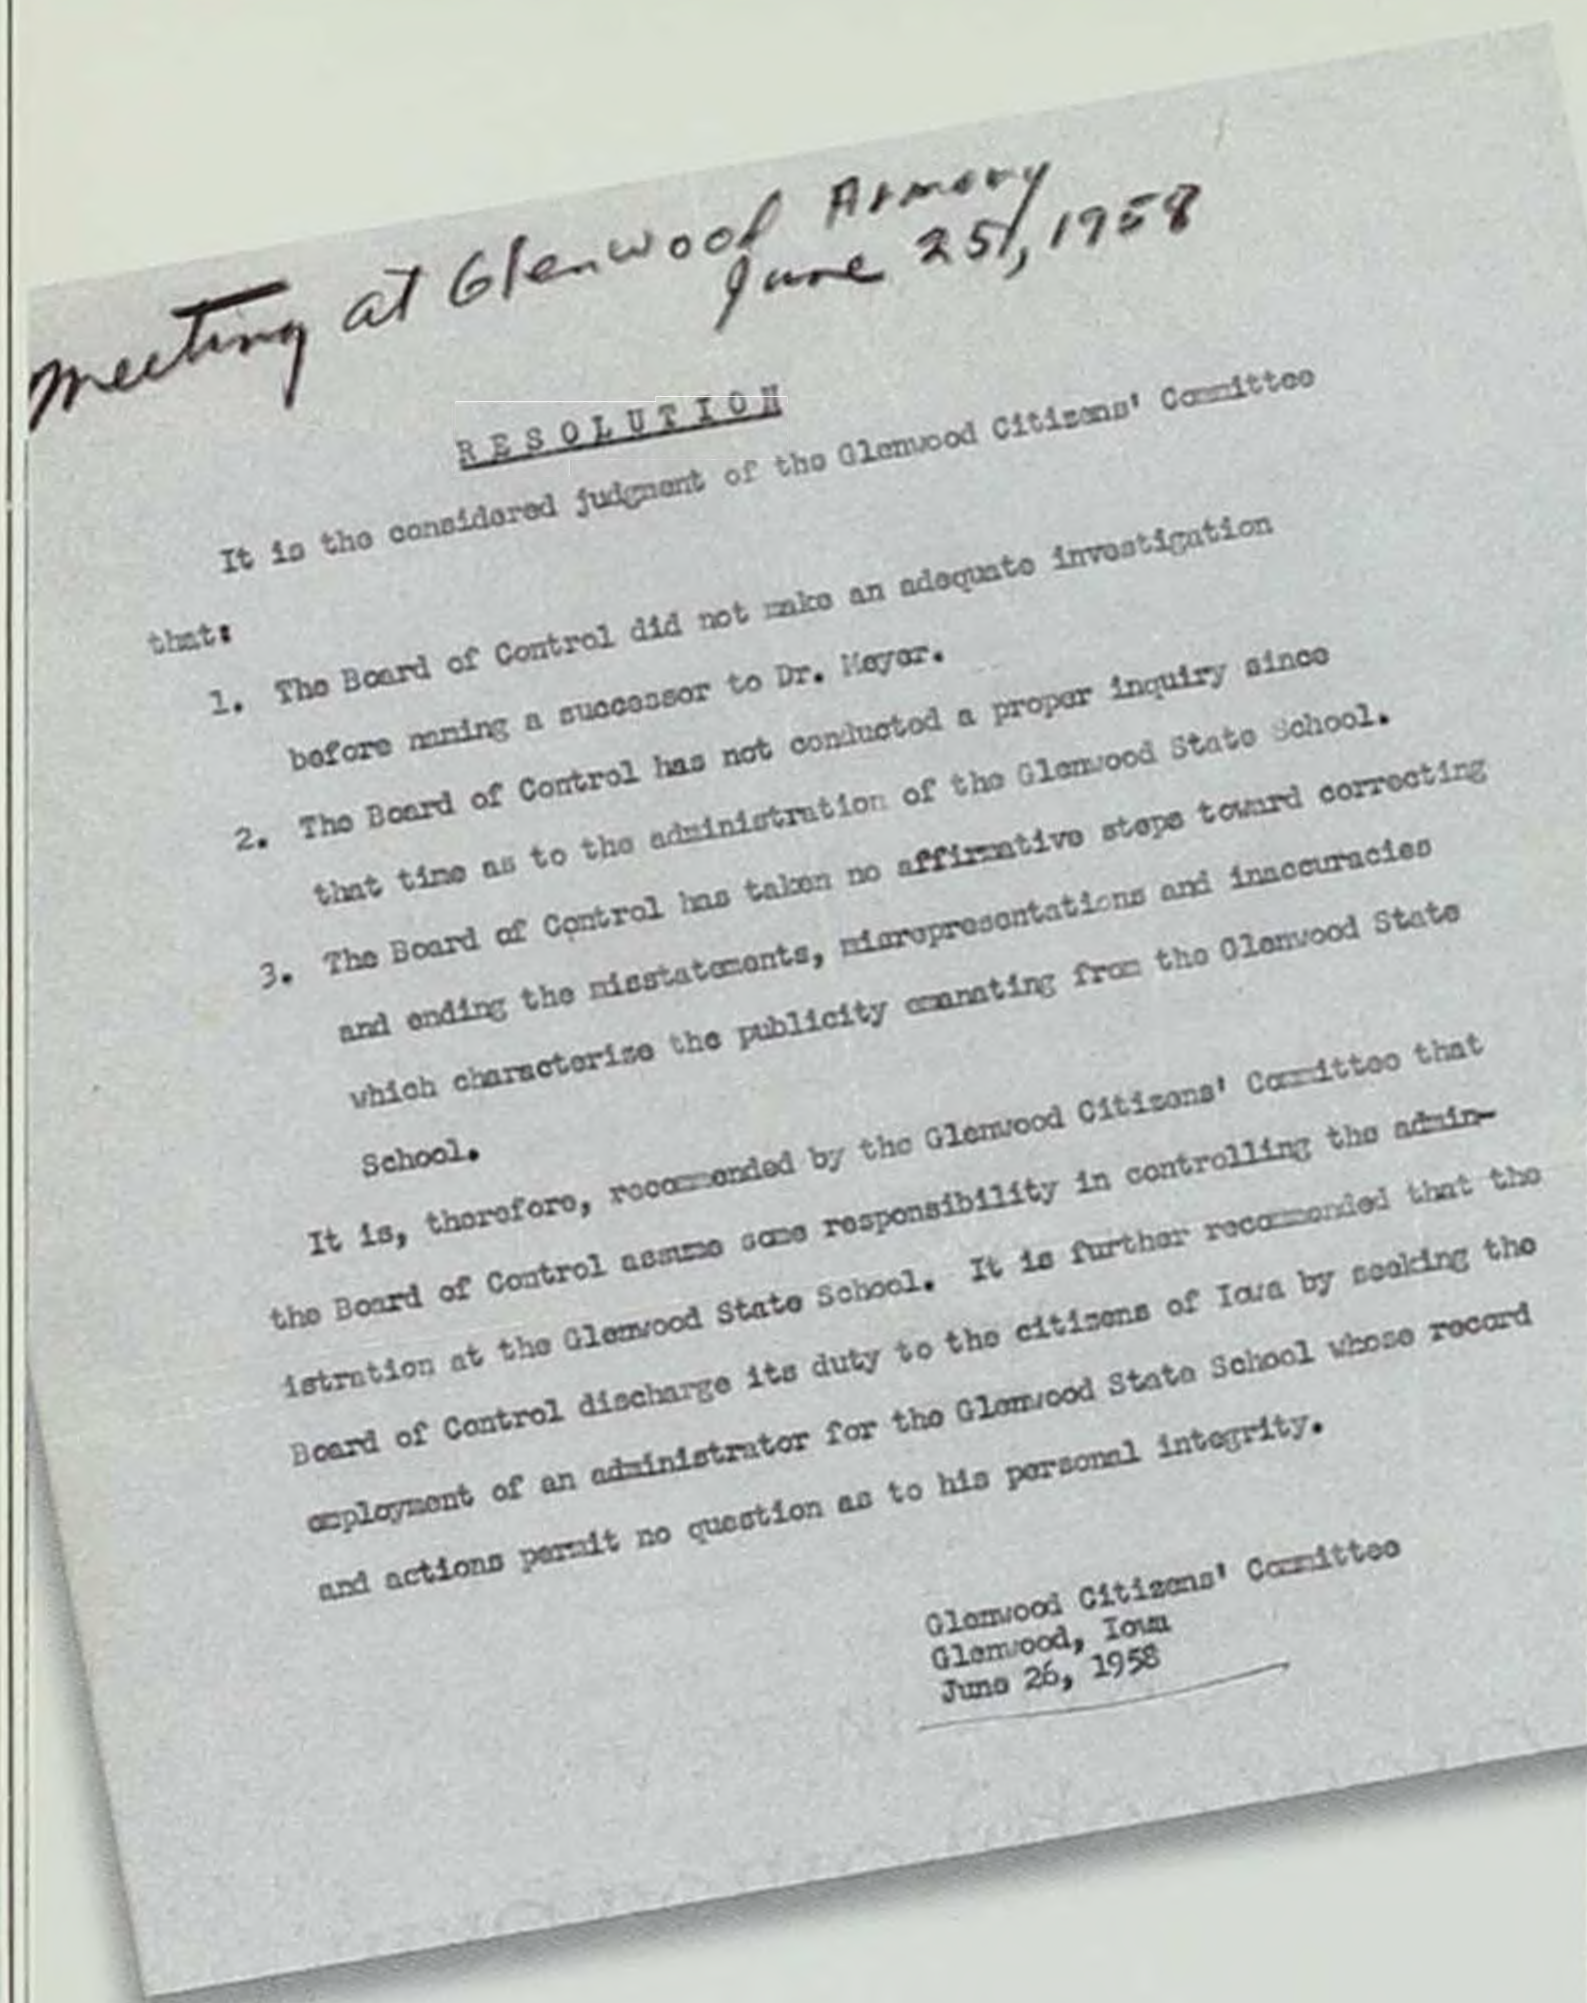 Meeting at Glenwood Armory
June 25, 1958
RESOLUTION
It is the considered judgment of the Glenwood Citizens' Committee
that:
1. The Board of Control did not make an adequate investigation
before naming a successor to Dr. Meyer.
2. The Board of Control has not conducted a proper inquiry since
that time as to the administration of the Glenwood State School.
3. The Board of Control has taken no affirmative steps toward correcting
and ending the misstatements, misrepresentations and inaccuracies
which characterize the publicity emanating from the Glenwood State
School.
It is, therefore, recommended by the Glenwood Citizens' Committee that
the Board of Control assume some responsibility in controlling the admin-
istration at the Glenwood State School. It is further recommended that the
Board of Control discharge its duty to the citizens of Iowa by seeking the
employment of an administrator for the Glenwood State School whose record
and actions permit no question as to his personal integrity.
Glenwood Citizens' Committee
Glenwood, Iowa
June 26, 1958